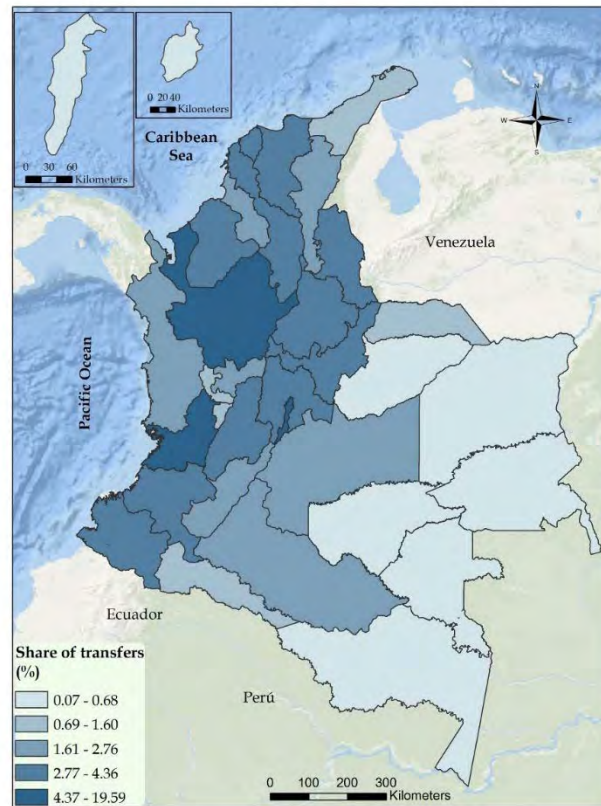 0 20 40
Kilometers
0 30 60
Kilometers
Caribbean
Sea
N
W E
S
Venezuela
Pacific Ocean
Ecuador
Perú
Share of transfers
(%)
0.07 - 0.68
0.69 - 1.60
1.61 - 2.76
2.77 - 4.36
4.37 - 19.59
0 100 200 300
Kilometers